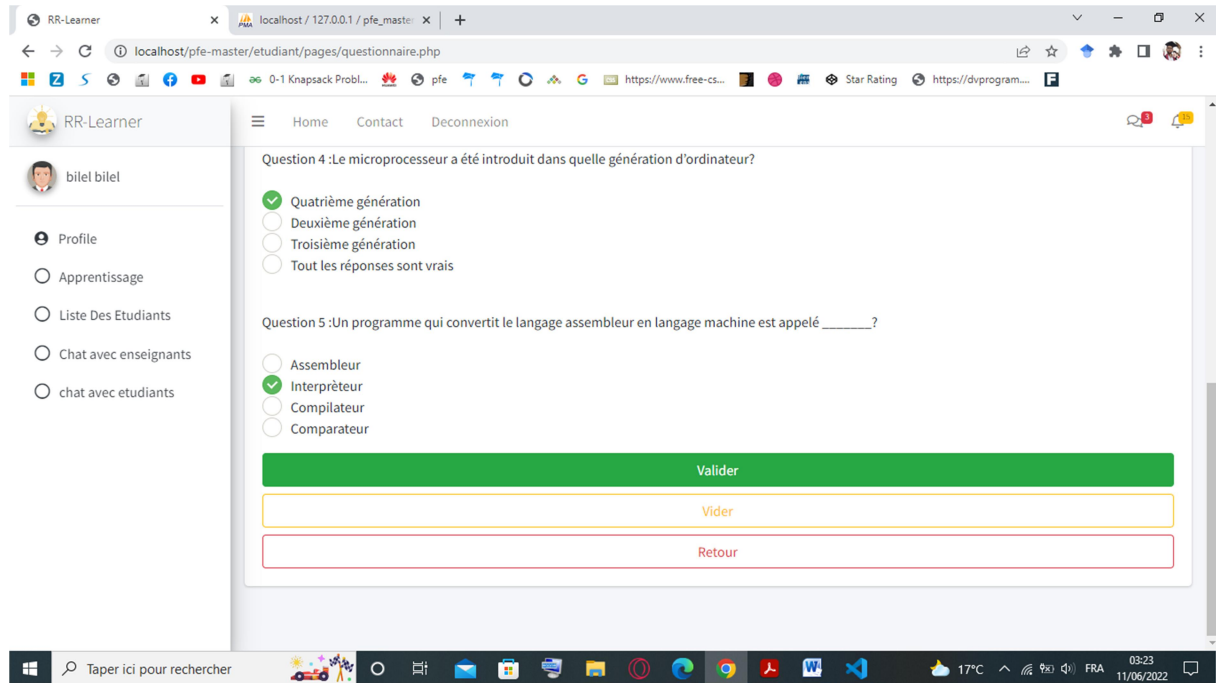 RR-Learner
localhost / 127.0.0.1 / pfe_master
localhost/pfe-master/etudiant/pages/questionnaire.php
0-1 Knapsack Probl...
pfe
https://www.free-cs...
Star Rating
https://dvprogram....
RR-Learner
Home Contact Deconnexion
3
15
bilel bilel
Profile
Apprentissage
Liste Des Etudiants
Chat avec enseignants
chat avec etudiants
Question 4 :Le microprocesseur a été introduit dans quelle génération d'ordinateur?
Quatrième génération
Deuxième génération
Troisième génération
Tout les réponses sont vrais
Question 5 :Un programme qui convertit le langage assembleur en langage machine est appelé _______?
Assembleur
Interprèteur
Compilateur
Comparateur
Valider
Vider
Retour
Taper ici pour rechercher
17°C
FRA
03:23
11/06/2022